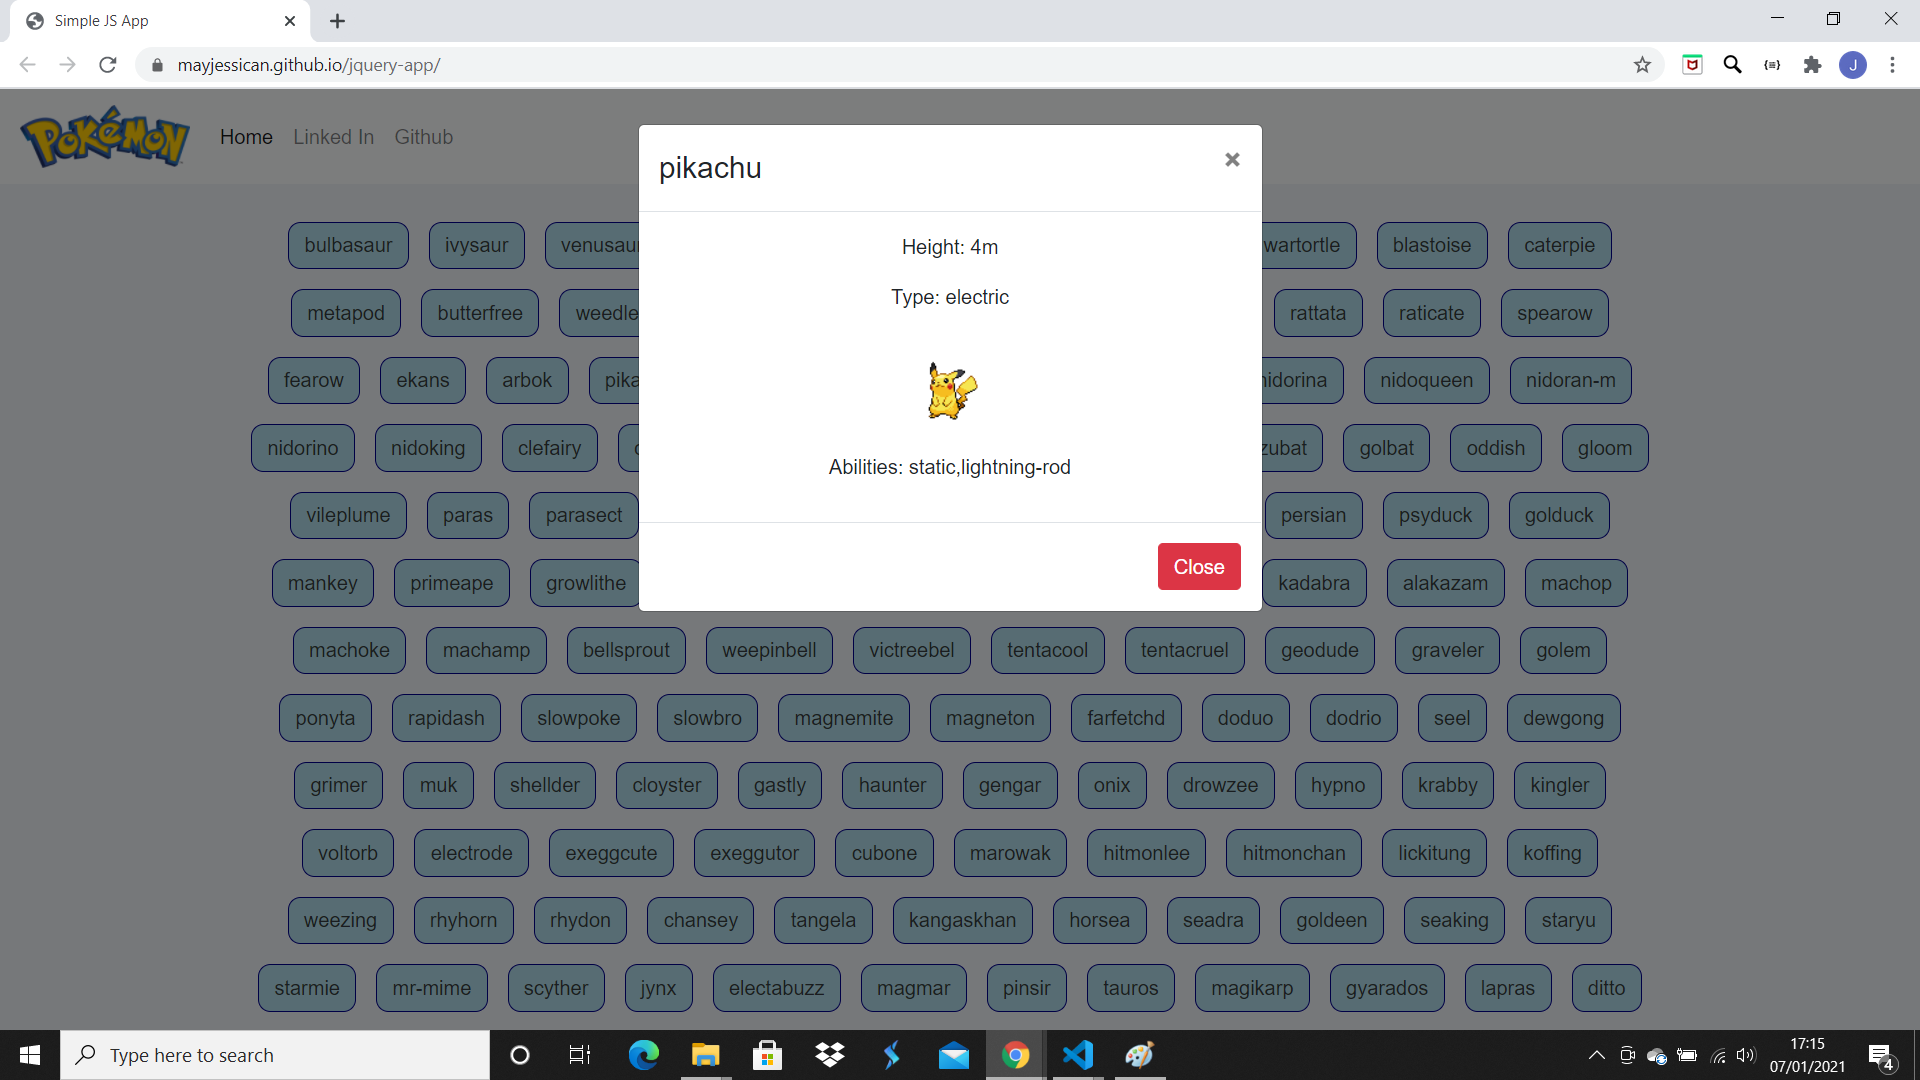 Simple JS App
mayjessican.github.io/jquery-app/
J
POKéMON
Home Linked In Github
pikachu
×
Height: 4m
Type: electric
Abilities: static,lightning-rod
Close
bulbasaur ivysaur venusaur wartortle blastoise caterpie
metapod butterfree weedle rattata raticate spearow
fearow ekans arbok pika nidorina nidoqueen nidoran-m
nidorino nidoking clefairy zubat golbat oddish gloom
vileplume paras parasect persian psyduck golduck
mankey primeape growlithe kadabra alakazam machop
machoke machamp bellsprout weepinbell victreebel tentacool tentacruel geodude graveler golem
ponyta rapidash slowpoke slowbro magnemite magneton farfetchd doduo dodrio seel dewgong
grimer muk shellder cloyster gastly haunter gengar onix drowzee hypno krabby kingler
voltorb electrode exeggcute exeggutor cubone marowak hitmonlee hitmonchan lickitung koffing
weezing rhyhorn rhydon chansey tangela kangaskhan horsea seadra goldeen seaking staryu
starmie mr-mime scyther jynx electabuzz magmar pinsir tauros magikarp gyarados lapras ditto
Type here to search
17:15
07/01/2021
4